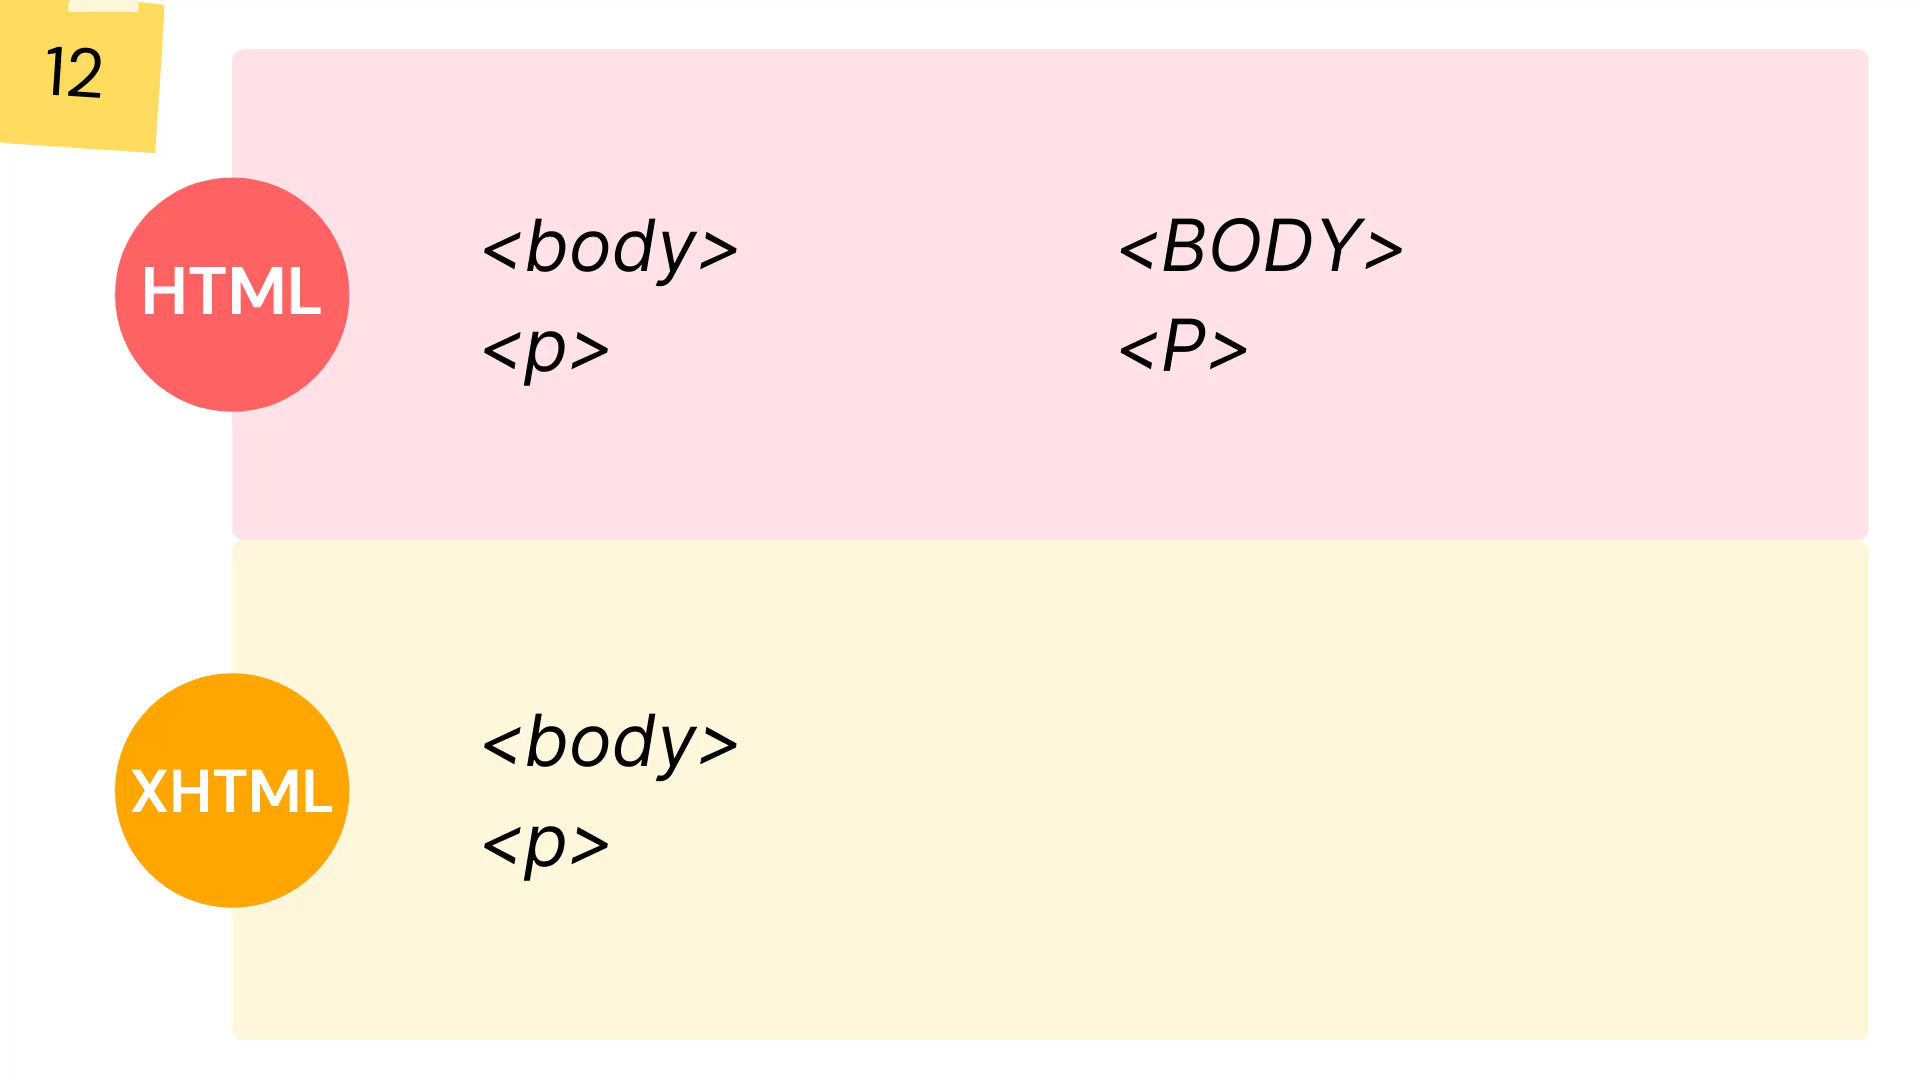 12
HTML
<body>
<p>
<BODY>
<P>
XHTML
<body>
<p>